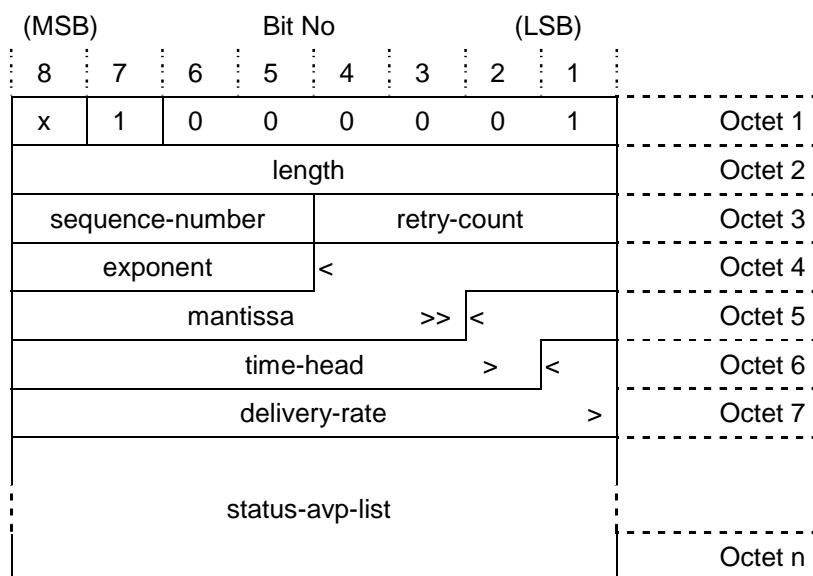 (MSB) Bit No (LSB)
8 7 6 5 4 3 2 1
x 1 0 0 0 0 0 1 Octet 1
length Octet 2
sequence-number retry-count Octet 3
exponent < Octet 4
mantissa >> < Octet 5
time-head > < Octet 6
delivery-rate > Octet 7
status-avp-list
Octet n